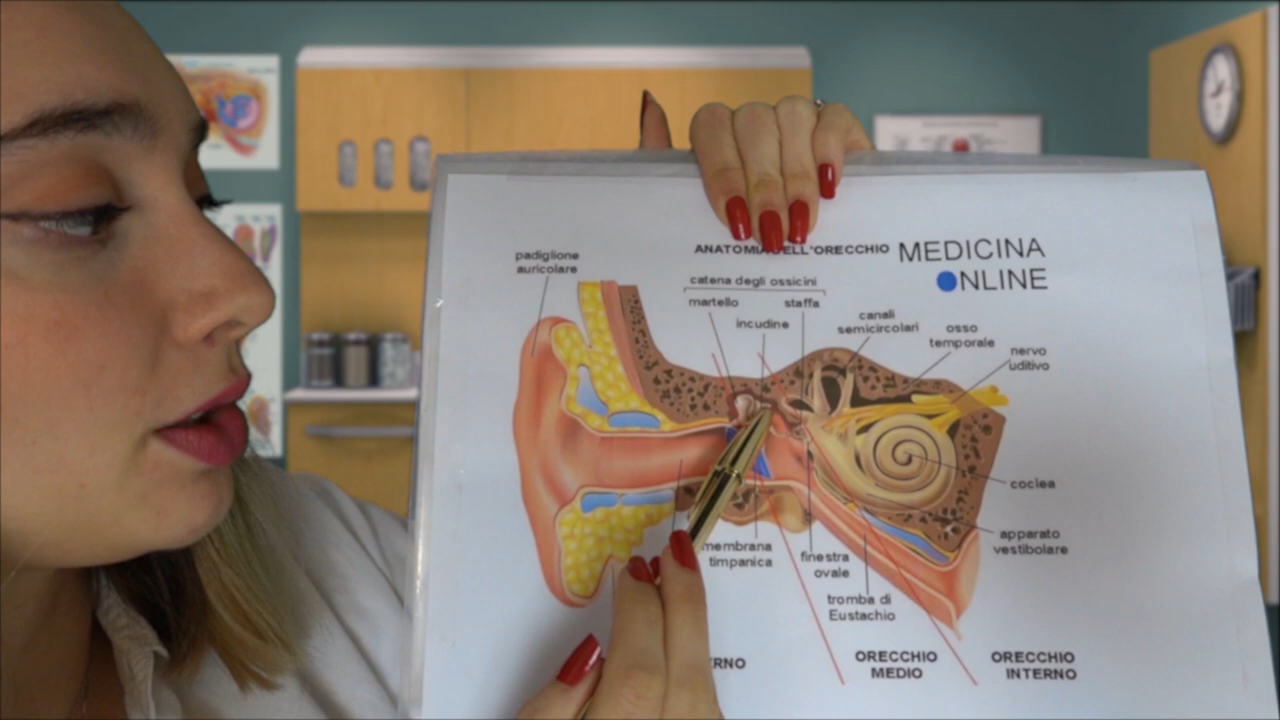 ANATOMIA DELL'ORECCHIO
MEDICINA
ONLINE
padiglione
auricolare
catena degli ossicini
martello
staffa
incudine
canali
semicircolari
osso
temporale
nervo
uditivo
coclea
apparato
vestibolare
membrana
timpanica
finestra
ovale
tromba di
Eustachio
ERNO
ORECCHIO
MEDIO
ORECCHIO
INTERNO